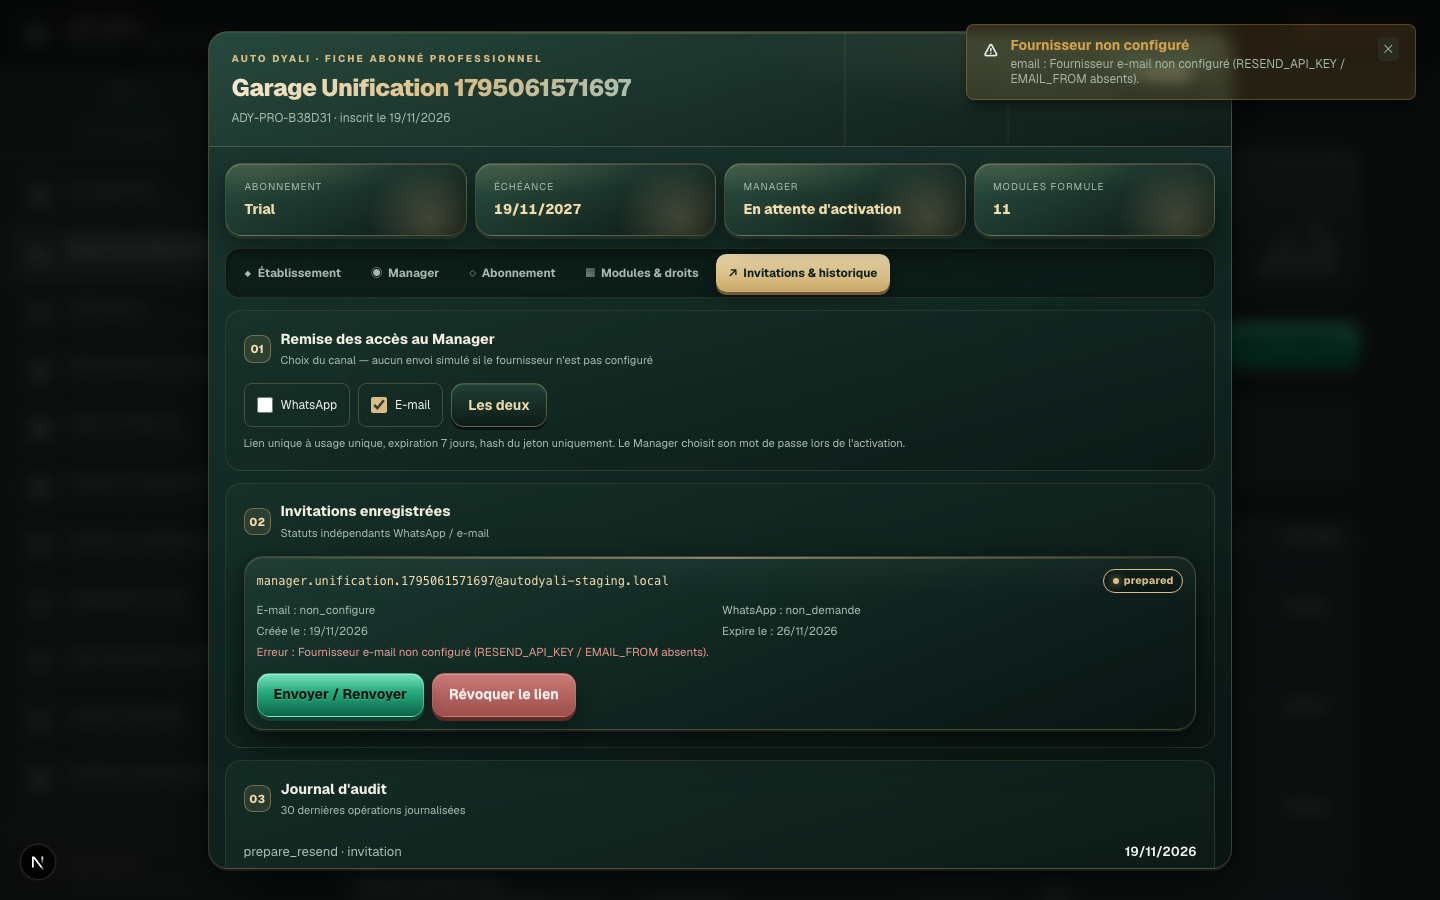 AUTO DYALI · FICHE ABONNÉ PROFESSIONNEL
Garage Unification 1795061571697
ADY-PRO-B38D31 · inscrit le 19/11/2026
Fournisseur non configuré
email : Fournisseur e-mail non configuré (RESEND_API_KEY /
EMAIL_FROM absents).
ABONNEMENT
Trial
ÉCHÉANCE
19/11/2027
MANAGER
En attente d'activation
MODULES FORMULE
11
Établissement
Manager
Abonnement
Modules & droits
Invitations & historique
01
Remise des accès au Manager
Choix du canal — aucun envoi simulé si le fournisseur n'est pas configuré
WhatsApp
E-mail
Les deux
Lien unique à usage unique, expiration 7 jours, hash du jeton uniquement. Le Manager choisit son mot de passe lors de l'activation.
02
Invitations enregistrées
Statuts indépendants WhatsApp / e-mail
manager.unification.1795061571697@autodyali-staging.local
prepared
E-mail : non_configure
WhatsApp : non_demande
Créée le : 19/11/2026
Expire le : 26/11/2026
Erreur : Fournisseur e-mail non configuré (RESEND_API_KEY / EMAIL_FROM absents).
Envoyer / Renvoyer
Révoquer le lien
03
Journal d'audit
30 dernières opérations journalisées
prepare_resend · invitation
19/11/2026
N